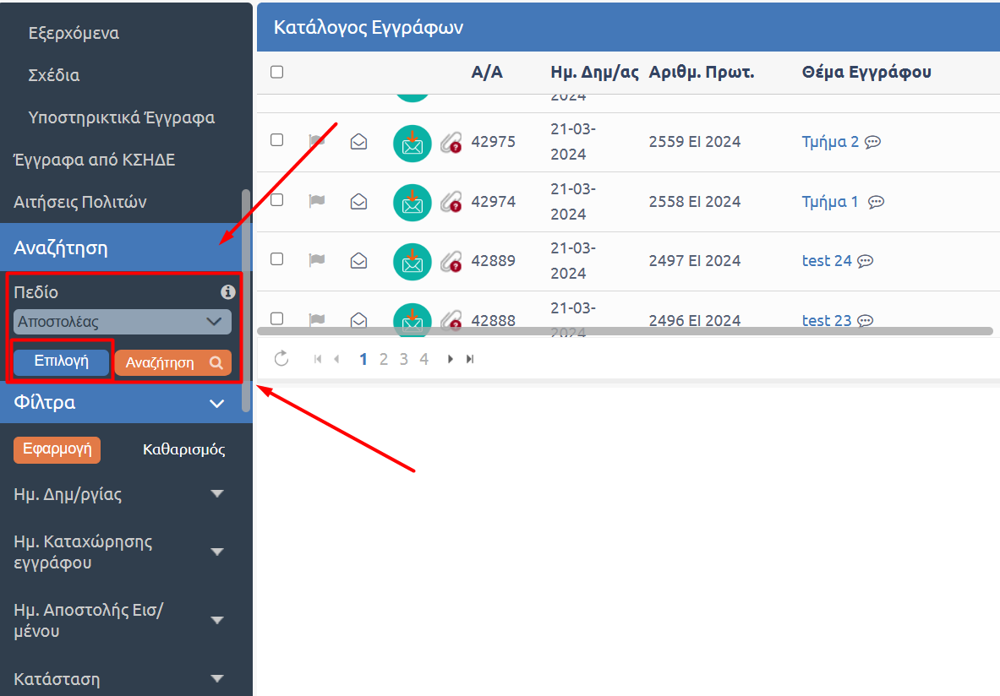 Εξερχόμενα
Σχέδια
Υποστηρικτικά Έγγραφα
Έγγραφα από ΚΣΗΔΕ
Αιτήσεις Πολιτών
Αναζήτηση
Πεδίο
Αποστολέας
Επιλογή Αναζήτηση
Φίλτρα
Εφαρμογή Καθαρισμός
Ημ. Δημ/ργίας
Ημ. Καταχώρησης
εγγράφου
Ημ. Αποστολής Εισ/
μένου
Κατάσταση
Κατάλογος Εγγράφων
Α/Α Ημ. Δημ/ας Αριθμ. Πρωτ. Θέμα Εγγράφου
2024
42975 21-03-
2024 2559 ΕΙ 2024 Τμήμα 2
42974 21-03-
2024 2558 ΕΙ 2024 Τμήμα 1
42889 21-03-
2024 2497 ΕΙ 2024 test 24
42888 21-03-
2024 2496 ΕΙ 2024 test 23
1 2 3 4